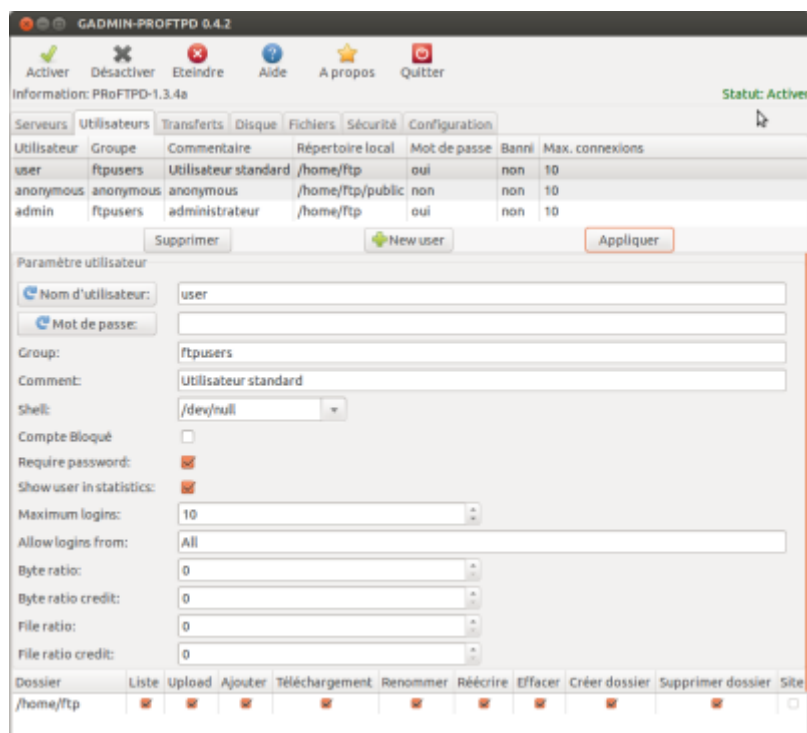 GADMIN-PROFTPD 0.4.2
Activer Désactiver Eteindre Aide A propos Quitter
Information: PRoFTPD-1.3.4a Statut: Activer
Serveurs Utilisateurs Transferts Disque Fichiers Sécurité Configuration
Utilisateur Groupe Commentaire Répertoire local Mot de passe Banni Max. connexions
user ftpusers Utilisateur standard /home/ftp oui non 10
anonymous anonymous anonymous /home/ftp/public non non 10
admin ftpusers administrateur /home/ftp oui non 10
Supprimer New user Appliquer
Paramètre utilisateur
Nom d'utilisateur: user
Mot de passe:
Group: ftpusers
Comment: Utilisateur standard
Shell: /dev/null
Compte Bloqué
Require password:
Show user in statistics:
Maximum logins: 10
Allow logins from: All
Byte ratio: 0
Byte ratio credit: 0
File ratio: 0
File ratio credit: 0
Dossier Liste Upload Ajouter Téléchargement Renommer Réécrire Effacer Créer dossier Supprimer dossier Site
/home/ftp